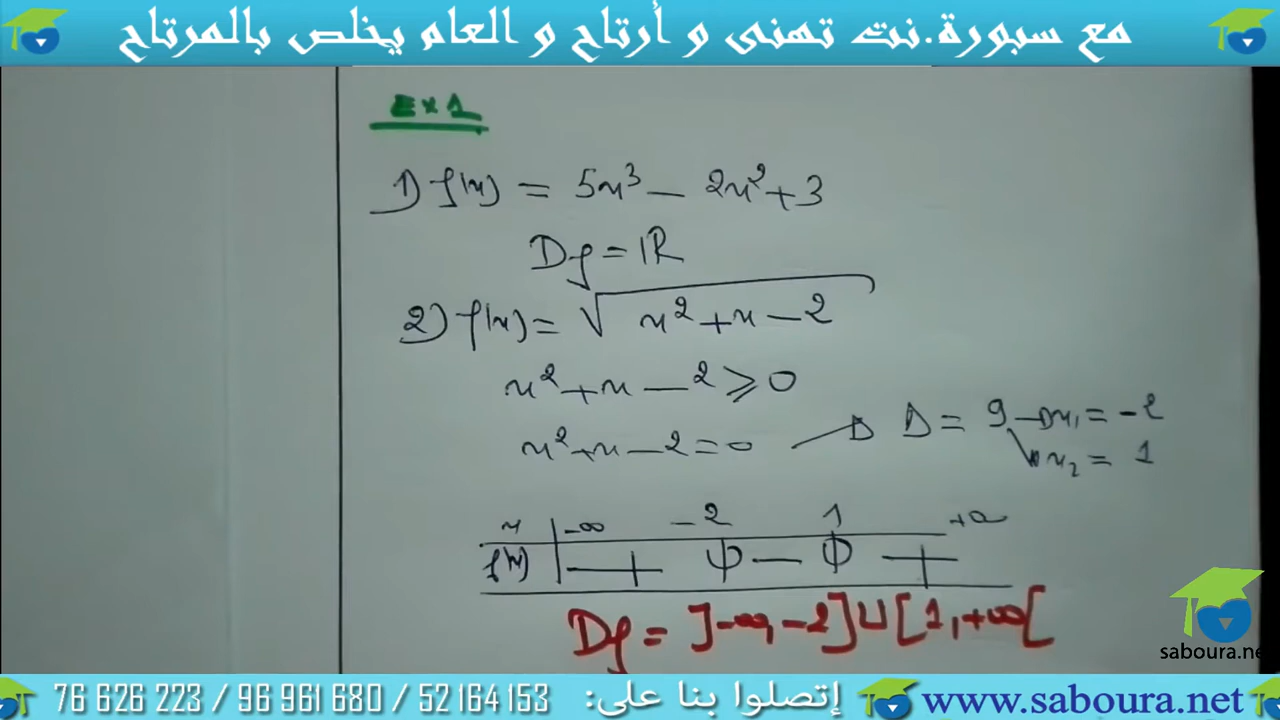 مع سبورة.نت تهنى و أرتاح و العام يخلص بالمرتاح
Ex 1
1) f(x) = 5x³ - 2x² + 3
Df = ℝ
2) f(x) = √(x² + x - 2)
x² + x - 2 ⩾ 0
x² + x - 2 = 0 → Δ = 9 → x₁ = -2
↘ x₂ = 1
x | -∞ -2 1 +∞
f(x) | + 0 - 0 +
Df = ]-∞, -2] ∪ [1, +∞[
saboura.ne
76 626 223 / 96 961 680 / 52 164 153 إتصلوا بنا على: www.saboura.net